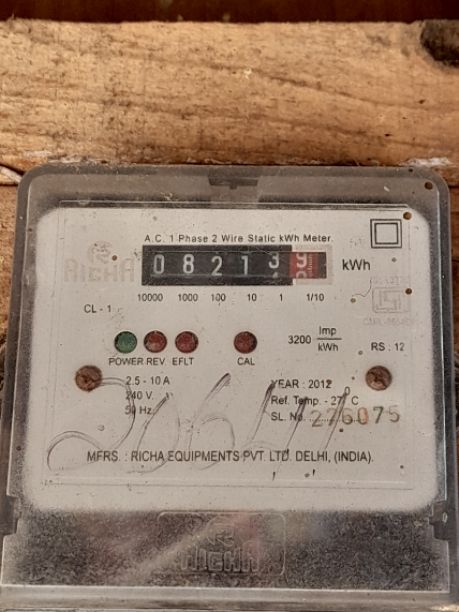 A.C. 1 Phase 2 Wire Static kWh Meter
RICHA
0 8 2 1 3 9 kWh
10000 1000 100 10 1 1/10
CL - 1
3200 Imp/kWh
RS : 12
POWER REV EFLT CAL
2.5 - 10 A
240 V.
50 Hz.
YEAR : 2012
Ref. Temp. - 27°C
SL. No. 226075
MFRS. : RICHA EQUIPMENTS PVT. LTD. DELHI, (INDIA).
RICHA